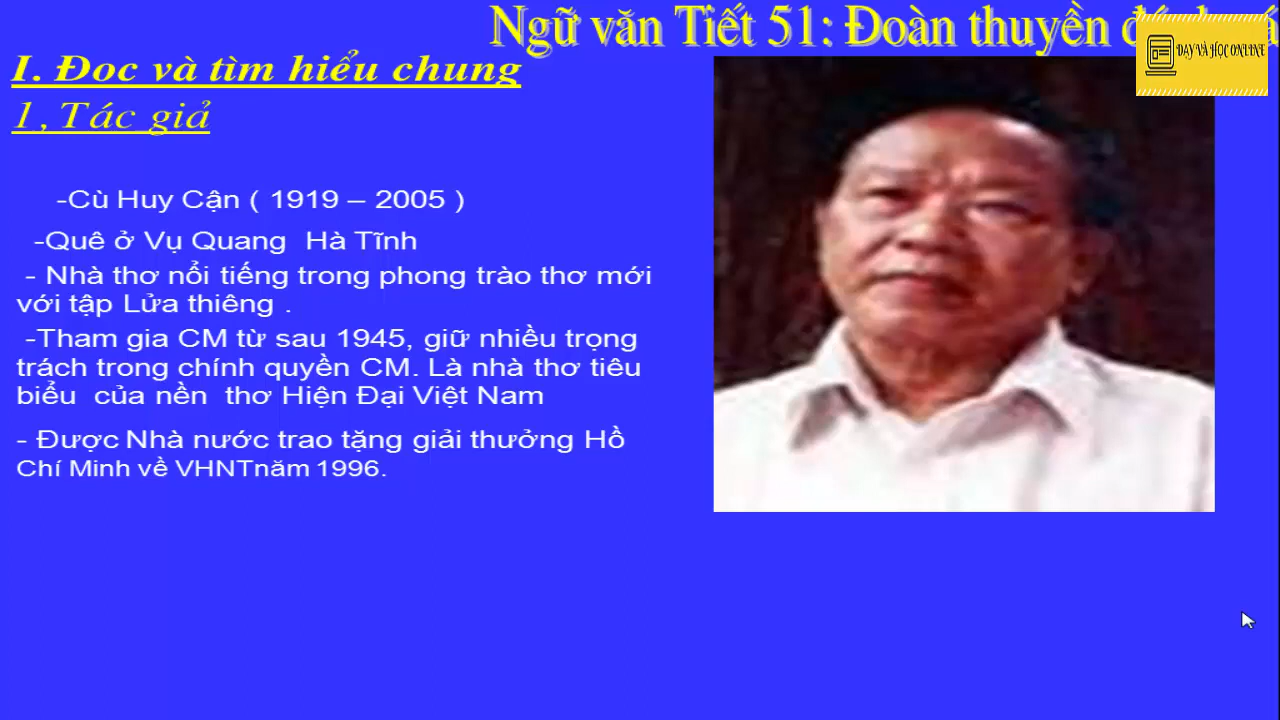 Ngữ văn Tiết 51: Đoàn thuyền
DẠY VÀ HỌC ONLINE
I. Đoc và tìm hiểu chung
1, Tác giả
-Cù Huy Cận ( 1919 – 2005 )
-Quê ở Vụ Quang Hà Tĩnh
- Nhà thơ nổi tiếng trong phong trào thơ mới
với tập Lửa thiêng .
-Tham gia CM từ sau 1945, giữ nhiều trọng
trách trong chính quyền CM. Là nhà thơ tiêu
biểu của nền thơ Hiện Đại Việt Nam
- Được Nhà nước trao tặng giải thưởng Hồ
Chí Minh về VHNTnăm 1996.